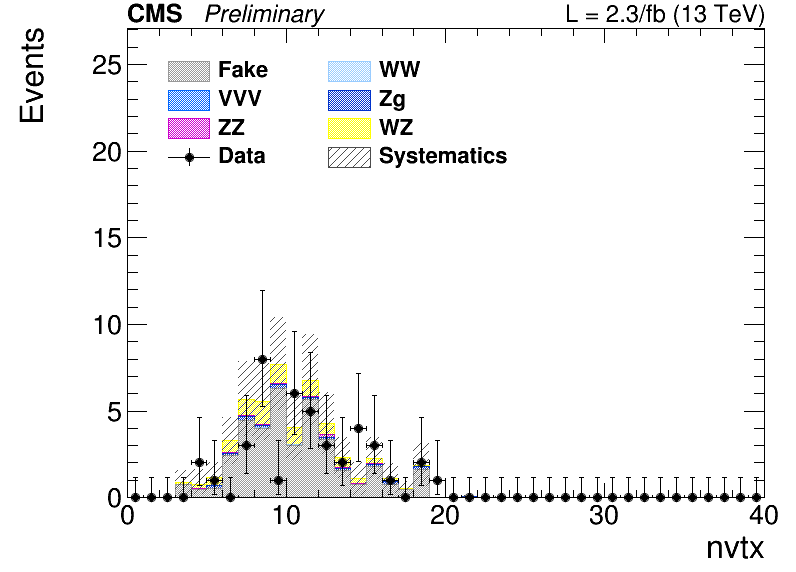 CMS Preliminary L = 2.3/fb (13 TeV)
Events
25
20
15
10
5
0
Fake WW
VVV Zg
ZZ WZ
Data Systematics
0 10 20 30 40
nvtx